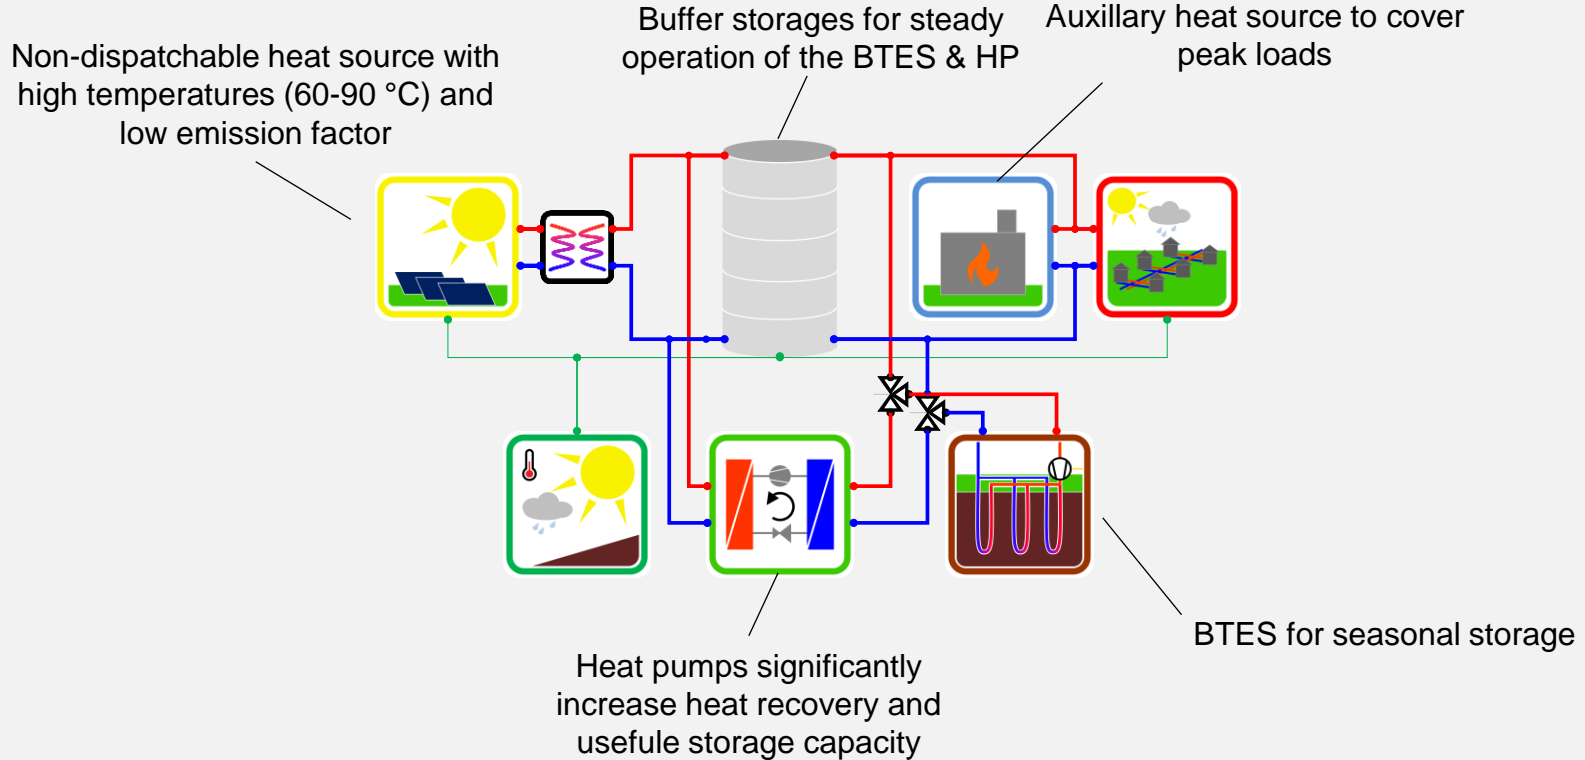 Non-dispatchable heat source with
high temperatures (60-90 °C) and
low emission factor
Buffer storages for steady
operation of the BTES & HP
Auxillary heat source to cover
peak loads
Heat pumps significantly
increase heat recovery and
usefule storage capacity
BTES for seasonal storage